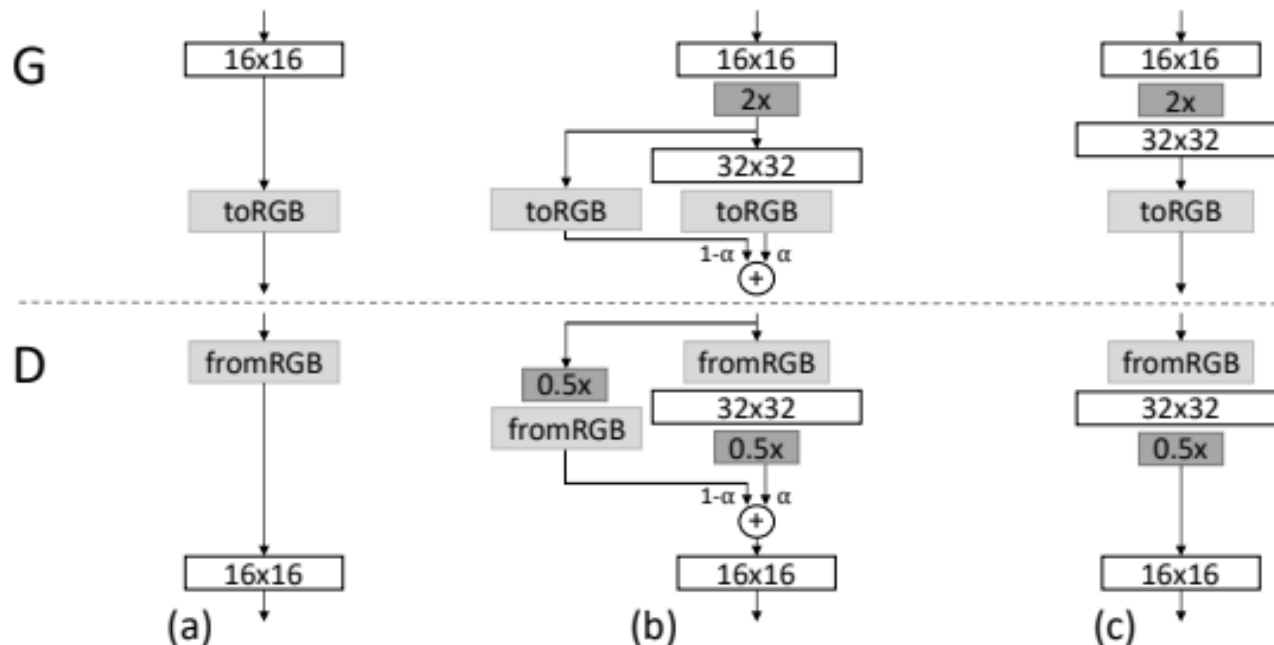 G
16x16
toRGB
16x16
2x
32x32
toRGB
toRGB
1-α
α
+
16x16
2x
32x32
toRGB
D
fromRGB
16x16
0.5x
fromRGB
fromRGB
32x32
0.5x
1-α
α
+
16x16
fromRGB
32x32
0.5x
16x16
(a)
(b)
(c)